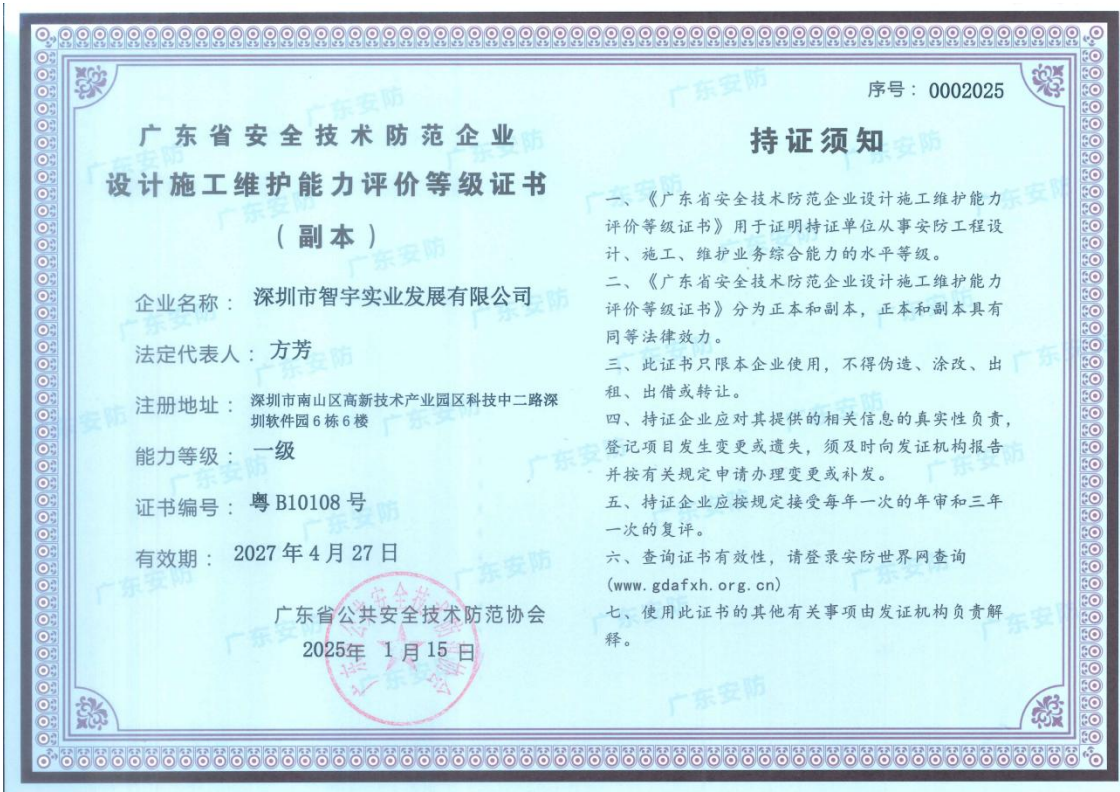 序号：0002025
广东省安全技术防范企业
设计施工维护能力评价等级证书
（副本）
企业名称：深圳市智宇实业发展有限公司
法定代表人：方芳
注册地址：深圳市南山区高新技术产业园区科技中二路深
圳软件园6栋6楼
能力等级：一级
证书编号：粤B10108号
有效期：2027年4月27日
广东省公共安全技术防范协会
2025年 1月15日
持证须知
一、《广东省安全技术防范企业设计施工维护能力
评价等级证书》用于证明持证单位从事安防工程设
计、施工、维护业务综合能力的水平等级。
二、《广东省安全技术防范企业设计施工维护能力
评价等级证书》分为正本和副本，正本和副本具有
同等法律效力。
三、此证书只限本企业使用，不得伪造、涂改、出
租、出借或转让。
四、持证企业应对其提供的相关信息的真实性负责，
登记项目发生变更或遗失，须及时向发证机构报告
并按有关规定申请办理变更或补发。
五、持证企业应按规定接受每年一次的年审和三年
一次的复评。
六、查询证书有效性，请登录安防世界网查询
(www.gdafxh.org.cn)
七、使用此证书的其他有关事项由发证机构负责解
释。
广东安防